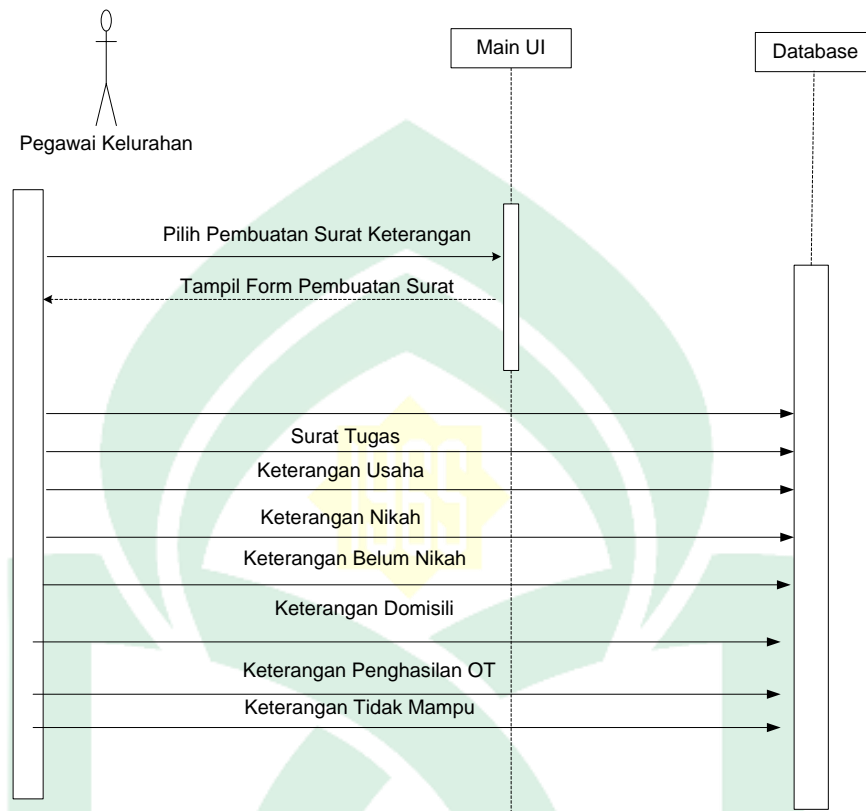 Main UI
Database
Pegawai Kelurahan
Pilih Pembuatan Surat Keterangan
Tampil Form Pembuatan Surat
Surat Tugas
Keterangan Usaha
Keterangan Nikah
Keterangan Belum Nikah
Keterangan Domisili
Keterangan Penghasilan OT
Keterangan Tidak Mampu